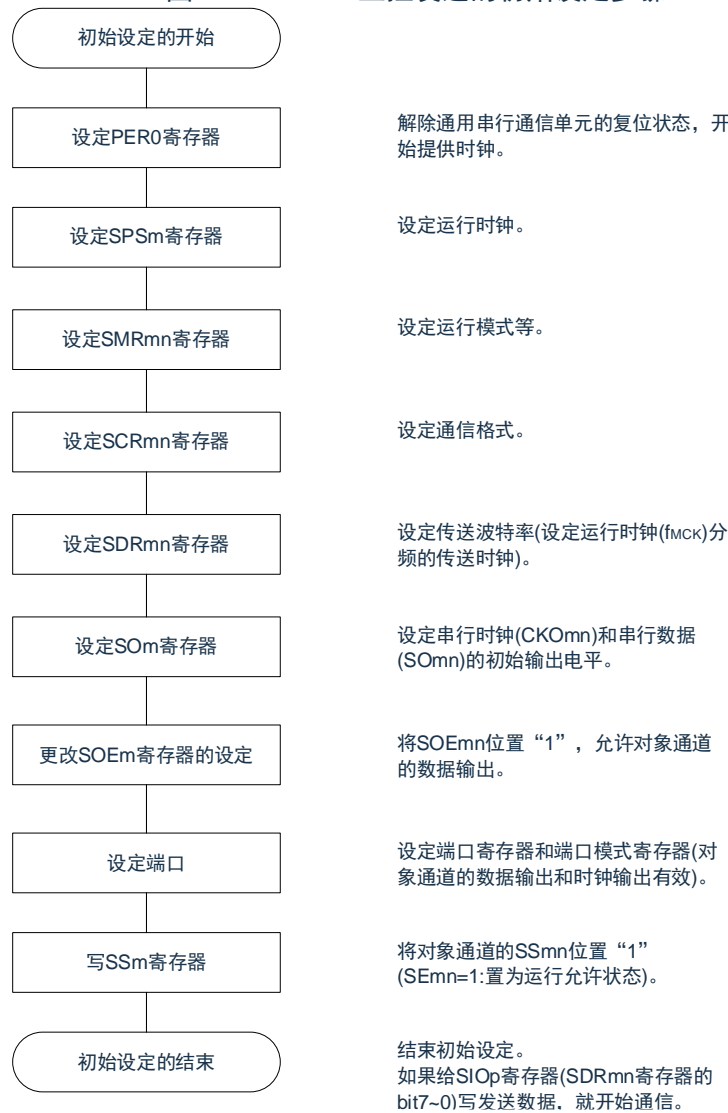 初始设定的开始
设定PER0寄存器
解除通用串行通信单元的复位状态，开
始提供时钟。
设定SPSm寄存器
设定运行时钟。
设定SMRmn寄存器
设定运行模式等。
设定SCRmn寄存器
设定通信格式。
设定SDRmn寄存器
设定传送波特率(设定运行时钟(fMCK)分
频的传送时钟)。
设定SOm寄存器
设定串行时钟(CKOmn)和串行数据
(SOmn)的初始输出电平。
更改SOEm寄存器的设定
将SOEmn位置“1”，允许对象通道
的数据输出。
设定端口
设定端口寄存器和端口模式寄存器(对
象通道的数据输出和时钟输出有效)。
写SSm寄存器
将对象通道的SSmn位置“1”
(SEmn=1:置为运行允许状态)。
初始设定的结束
结束初始设定。
如果给SIOp寄存器(SDRmn寄存器的
bit7~0)写发送数据，就开始通信。